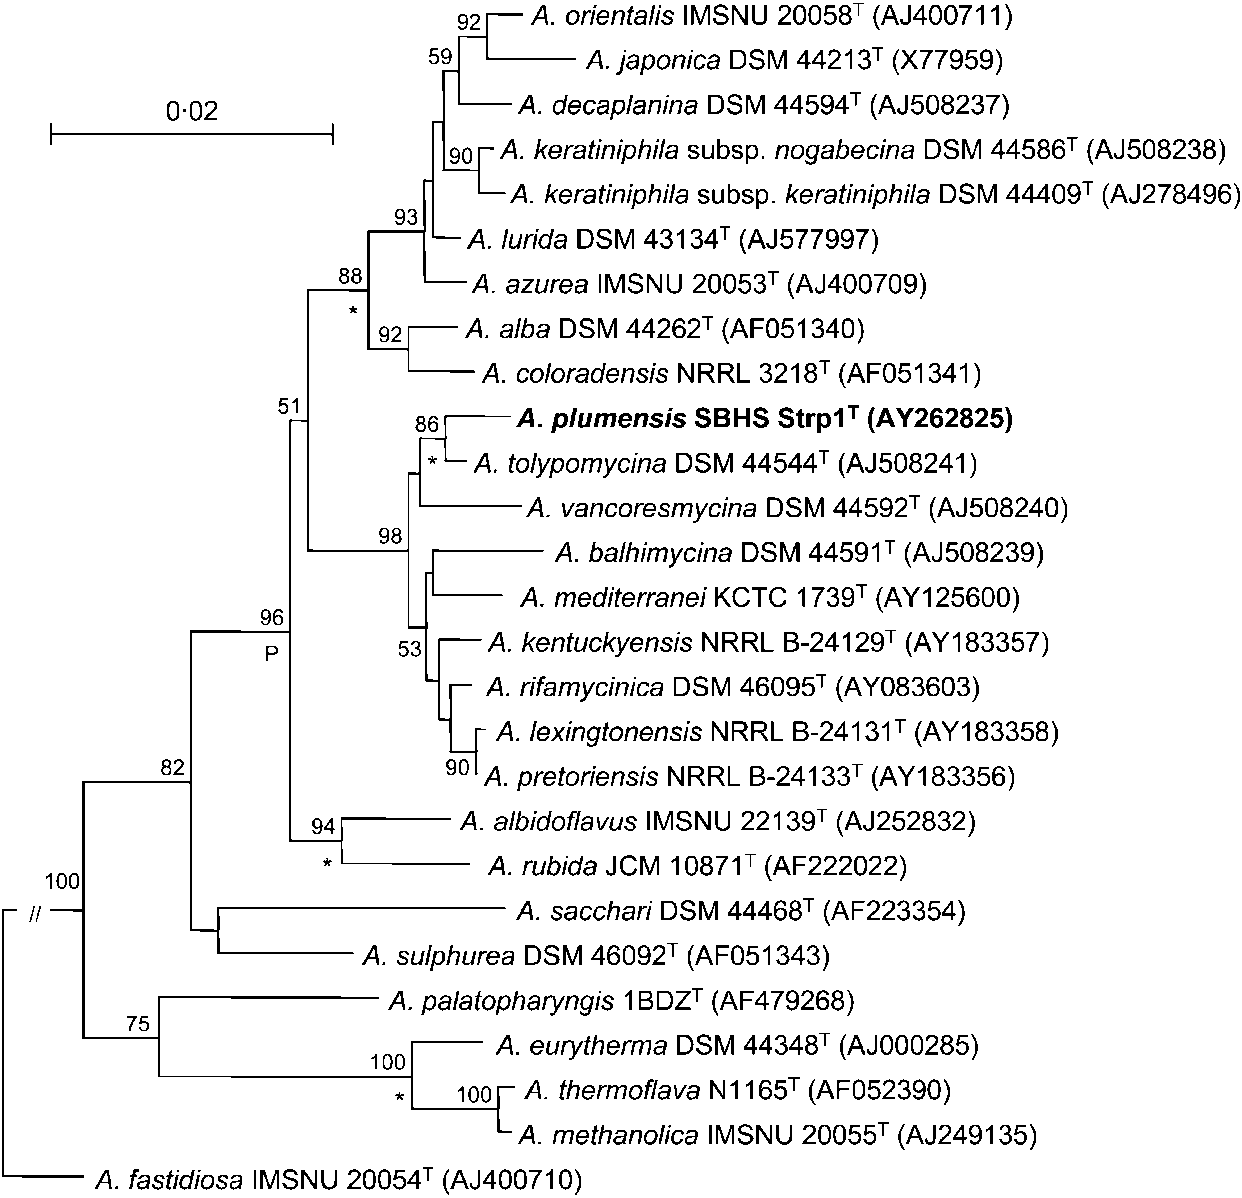 92
A. orientalis IMSNU 20058ᵀ (AJ400711)
59
A. japonica DSM 44213ᵀ (X77959)
0·02
A. decaplanina DSM 44594ᵀ (AJ508237)
90
A. keratiniphila subsp. nogabecina DSM 44586ᵀ (AJ508238)
A. keratiniphila subsp. keratiniphila DSM 44409ᵀ (AJ278496)
93
A. lurida DSM 43134ᵀ (AJ577997)
88
A. azurea IMSNU 20053ᵀ (AJ400709)
*
92
A. alba DSM 44262ᵀ (AF051340)
A. coloradensis NRRL 3218ᵀ (AF051341)
51
86
A. plumensis SBHS Strp1ᵀ (AY262825)
*
A. tolypomycina DSM 44544ᵀ (AJ508241)
A. vancoresmycina DSM 44592ᵀ (AJ508240)
98
A. balhimycina DSM 44591ᵀ (AJ508239)
A. mediterranei KCTC 1739ᵀ (AY125600)
96
P
53
A. kentuckyensis NRRL B-24129ᵀ (AY183357)
A. rifamycinica DSM 46095ᵀ (AY083603)
A. lexingtonensis NRRL B-24131ᵀ (AY183358)
82
90
A. pretoriensis NRRL B-24133ᵀ (AY183356)
94
A. albidoflavus IMSNU 22139ᵀ (AJ252832)
*
A. rubida JCM 10871ᵀ (AF222022)
100
//
A. sacchari DSM 44468ᵀ (AF223354)
A. sulphurea DSM 46092ᵀ (AF051343)
A. palatopharyngis 1BDZᵀ (AF479268)
75
A. eurytherma DSM 44348ᵀ (AJ000285)
100
*
100
A. thermoflava N1165ᵀ (AF052390)
A. methanolica IMSNU 20055ᵀ (AJ249135)
A. fastidiosa IMSNU 20054ᵀ (AJ400710)